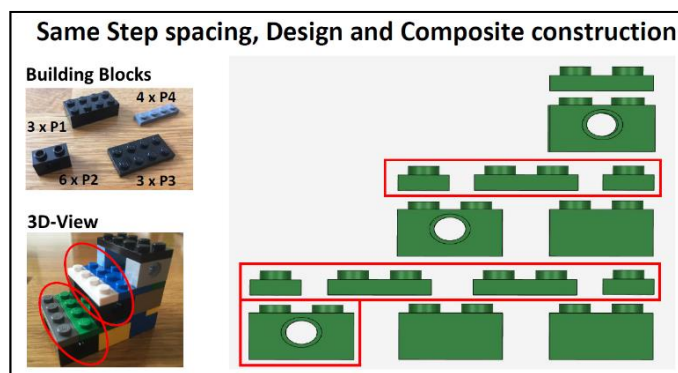 Same Step spacing, Design and Composite construction
Building Blocks
4 x P4
3 x P1
6 x P2
3 x P3
3D-View